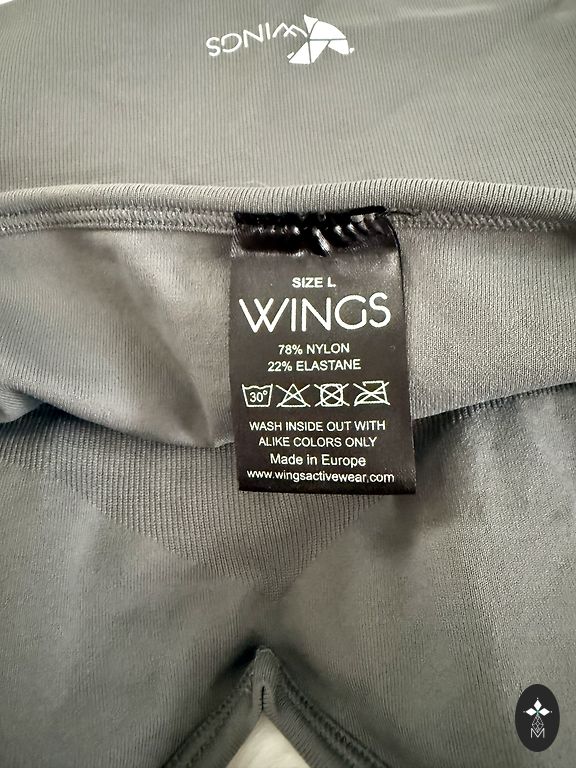 WINGS
SIZE L
WINGS
78% NYLON
22% ELASTANE
30°
WASH INSIDE OUT WITH
ALIKE COLORS ONLY
Made in Europe
www.wingsactivewear.com
M